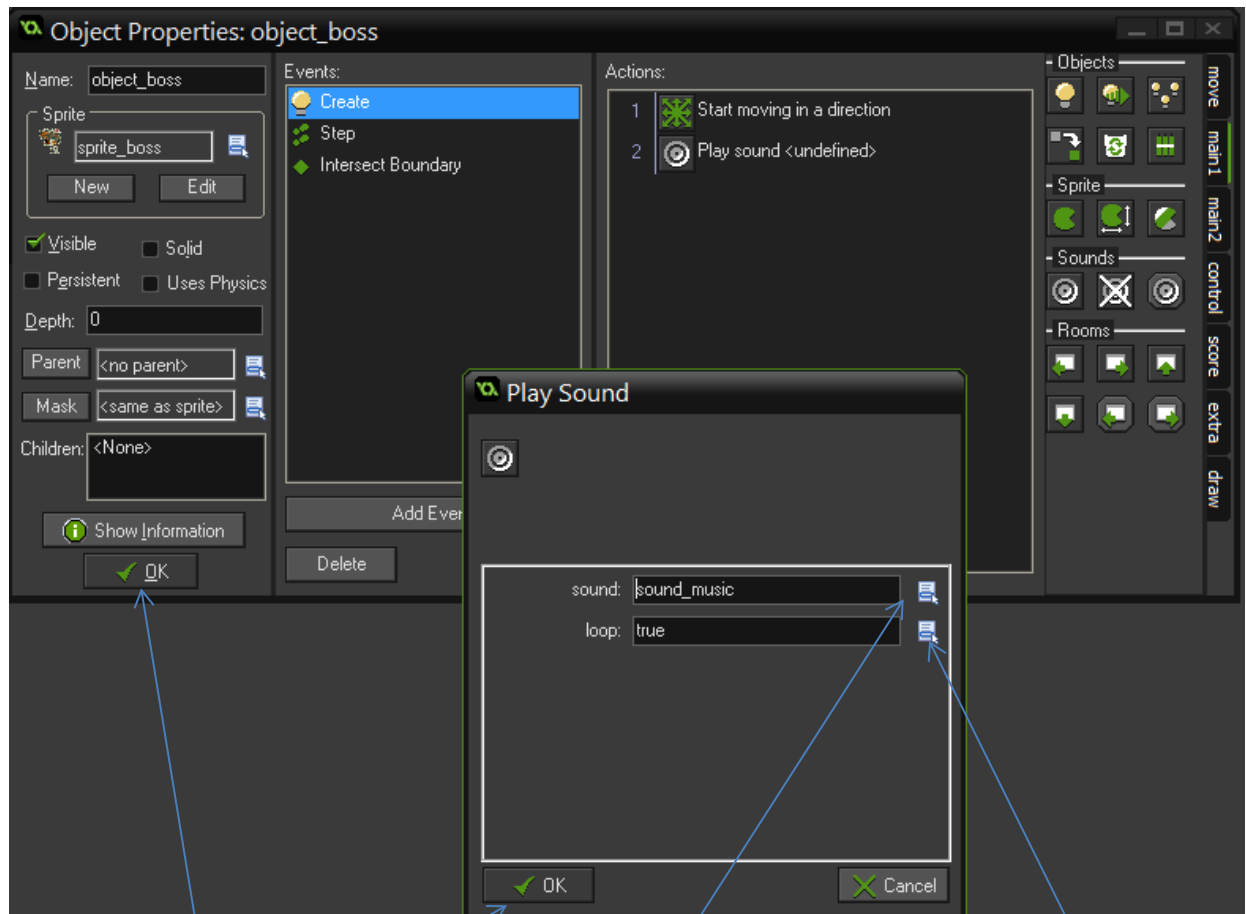 Object Properties: object_boss
Name: object_boss
Sprite
sprite_boss
New Edit
Visible Solid
Persistent Uses Physics
Depth: 0
Parent <no parent>
Mask <same as sprite>
Children: <None>
Show Information
OK
Events:
Create
Step
Intersect Boundary
Add Ever
Delete
Actions:
1 Start moving in a direction
2 Play sound <undefined>
Objects
Sprite
Sounds
Rooms
move
main1
main2
control
score
extra
draw
Play Sound
sound: sound_music
loop: true
OK Cancel